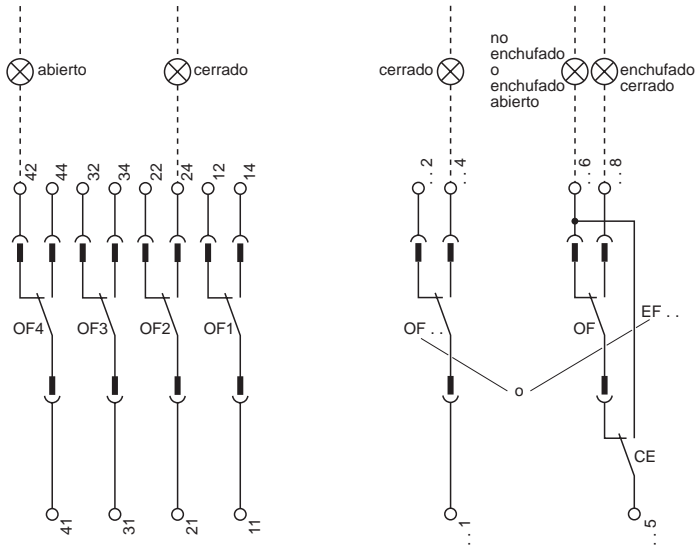 abierto
cerrado
cerrado
no
enchufado
o
enchufado
abierto
enchufado
cerrado
42
44
32
34
22
24
12
14
. . 2
. . 4
. . 6
. . 8
OF4
OF3
OF2
OF1
OF . .
OF
EF . .
o
CE
41
31
21
11
. . 1
. . 5